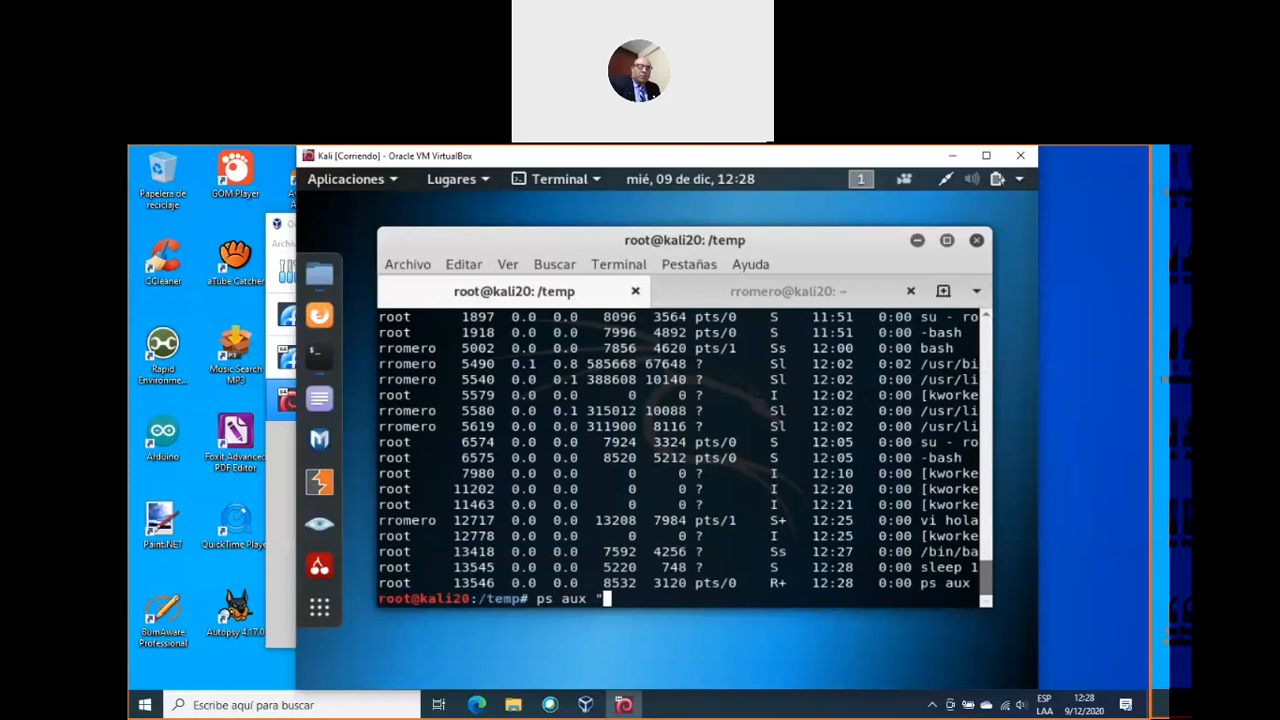 Kali [Corriendo] - Oracle VM VirtualBox
Aplicaciones
Lugares
Terminal
mié, 09 de dic, 12:28
1
Papelera de reciclaje
GOM Player
CCleaner
aTube Catcher
Rapid Environme...
Music Search MP3
Arduino
Foxit Advanced PDF Editor
Paint.NET
QuickTime Player
BurnAware Professional
Autopsy 4.17.0
Archiv
root@kali20: /temp
Archivo Editar Ver Buscar Terminal Pestañas Ayuda
root@kali20: /temp
rromero@kali20: ~
root 1897 0.0 0.0 8096 3564 pts/0 S 11:51 0:00 su - ro
root 1918 0.0 0.0 7996 4892 pts/0 S 11:51 0:00 -bash
rromero 5002 0.0 0.0 7856 4620 pts/1 Ss 12:00 0:00 bash
rromero 5490 0.1 0.8 585668 67648 ? Sl 12:02 0:02 /usr/bi
rromero 5540 0.0 0.1 388608 10140 ? Sl 12:02 0:00 /usr/li
root 5579 0.0 0.0 0 0 ? I 12:02 0:00 [kworke
rromero 5580 0.0 0.1 315012 10088 ? Sl 12:02 0:00 /usr/li
rromero 5619 0.0 0.0 311900 8116 ? Sl 12:02 0:00 /usr/li
root 6574 0.0 0.0 7924 3324 pts/0 S 12:05 0:00 su - ro
root 6575 0.0 0.0 8520 5212 pts/0 S 12:05 0:00 -bash
root 7980 0.0 0.0 0 0 ? I 12:10 0:00 [kworke
root 11202 0.0 0.0 0 0 ? I 12:20 0:00 [kworke
root 11463 0.0 0.0 0 0 ? I 12:21 0:00 [kworke
rromero 12717 0.0 0.0 13208 7984 pts/1 S+ 12:25 0:00 vi hola
root 12778 0.0 0.0 0 0 ? I 12:25 0:00 [kworke
root 13418 0.0 0.0 7592 4256 ? Ss 12:27 0:00 /bin/ba
root 13545 0.0 0.0 5220 748 ? S 12:28 0:00 sleep 1
root 13546 0.0 0.0 8532 3120 pts/0 R+ 12:28 0:00 ps aux
root@kali20:/temp# ps aux "
Escribe aquí para buscar
ESP
LAA
12:28
9/12/2020